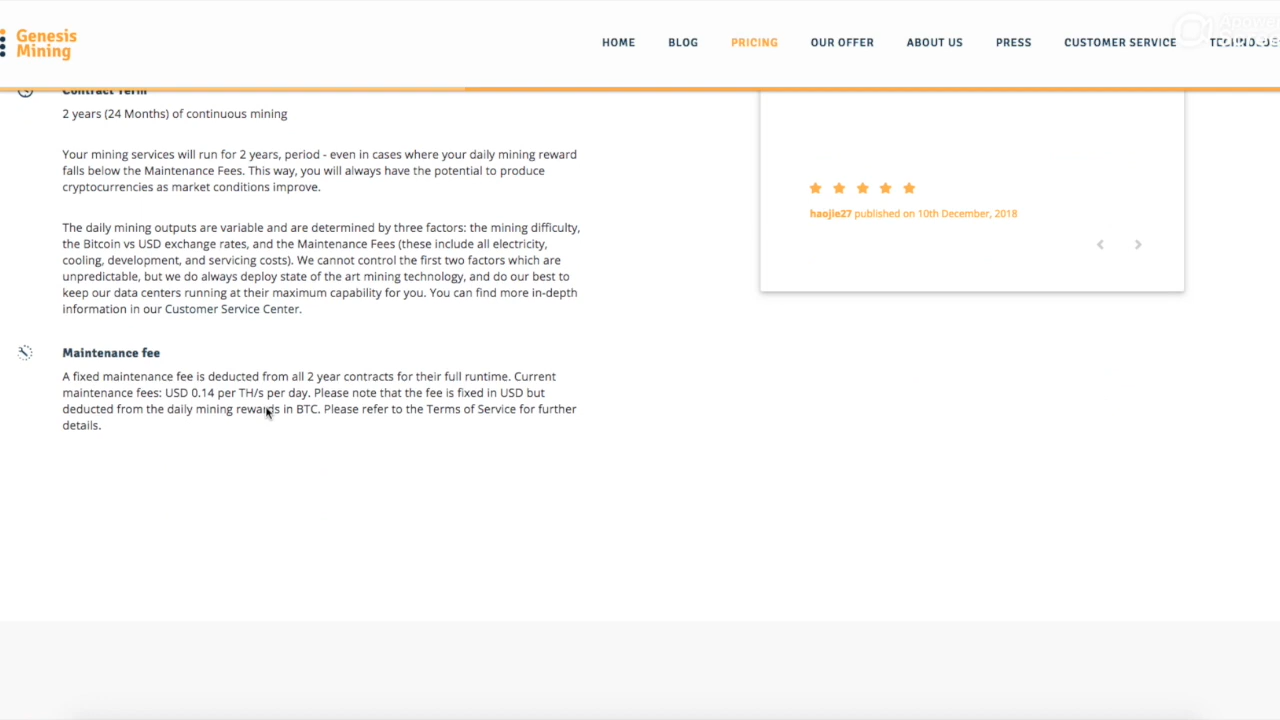 Genesis
Mining
HOME BLOG PRICING OUR OFFER ABOUT US PRESS CUSTOMER SERVICE
Contract Term
2 years (24 Months) of continuous mining
Your mining services will run for 2 years, period - even in cases where your daily mining reward
falls below the Maintenance Fees. This way, you will always have the potential to produce
cryptocurrencies as market conditions improve.
The daily mining outputs are variable and are determined by three factors: the mining difficulty,
the Bitcoin vs USD exchange rates, and the Maintenance Fees (these include all electricity,
cooling, development, and servicing costs). We cannot control the first two factors which are
unpredictable, but we do always deploy state of the art mining technology, and do our best to
keep our data centers running at their maximum capability for you. You can find more in-depth
information in our Customer Service Center.
Maintenance fee
A fixed maintenance fee is deducted from all 2 year contracts for their full runtime. Current
maintenance fees: USD 0.14 per TH/s per day. Please note that the fee is fixed in USD but
deducted from the daily mining rewards in BTC. Please refer to the Terms of Service for further
details.
haojie27 published on 10th December, 2018